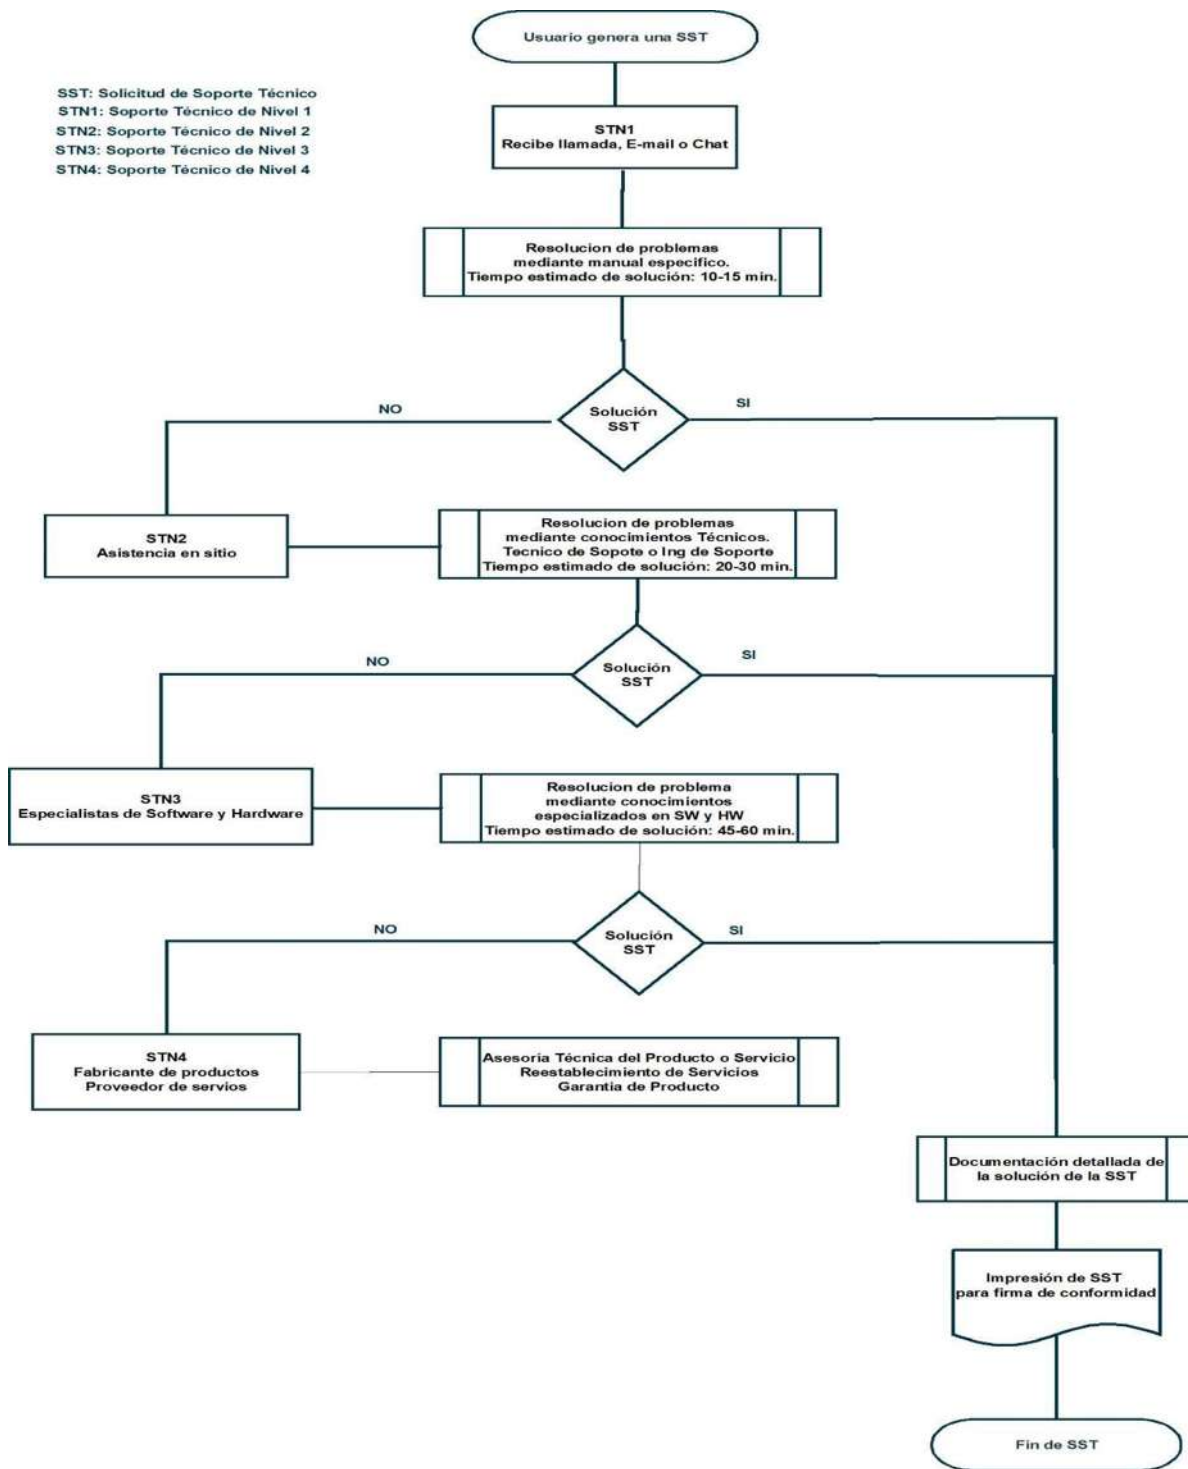 Usuario genera una SST
SST: Solicitud de Soporte Técnico
STN1: Soporte Técnico de Nivel 1
STN2: Soporte Técnico de Nivel 2
STN3: Soporte Técnico de Nivel 3
STN4: Soporte Técnico de Nivel 4
STN1
Recibe llamada, E-mail o Chat
Resolucion de problemas
mediante manual especifico.
Tiempo estimado de solución: 10-15 min.
NO
Solución
SST
SI
STN2
Asistencia en sitio
Resolucion de problemas
mediante conocimientos Técnicos.
Tecnico de Sopote o Ing de Soporte
Tiempo estimado de solución: 20-30 min.
NO
Solución
SST
SI
STN3
Especialistas de Software y Hardware
Resolucion de problema
mediante conocimientos
especializados en SW y HW
Tiempo estimado de solución: 45-60 min.
NO
Solución
SST
SI
STN4
Fabricante de productos
Proveedor de servios
Asesoria Técnica del Producto o Servicio
Reestablecimiento de Servicios
Garantia de Producto
Documentación detallada de
la solución de la SST
Impresión de SST
para firma de conformidad
Fin de SST